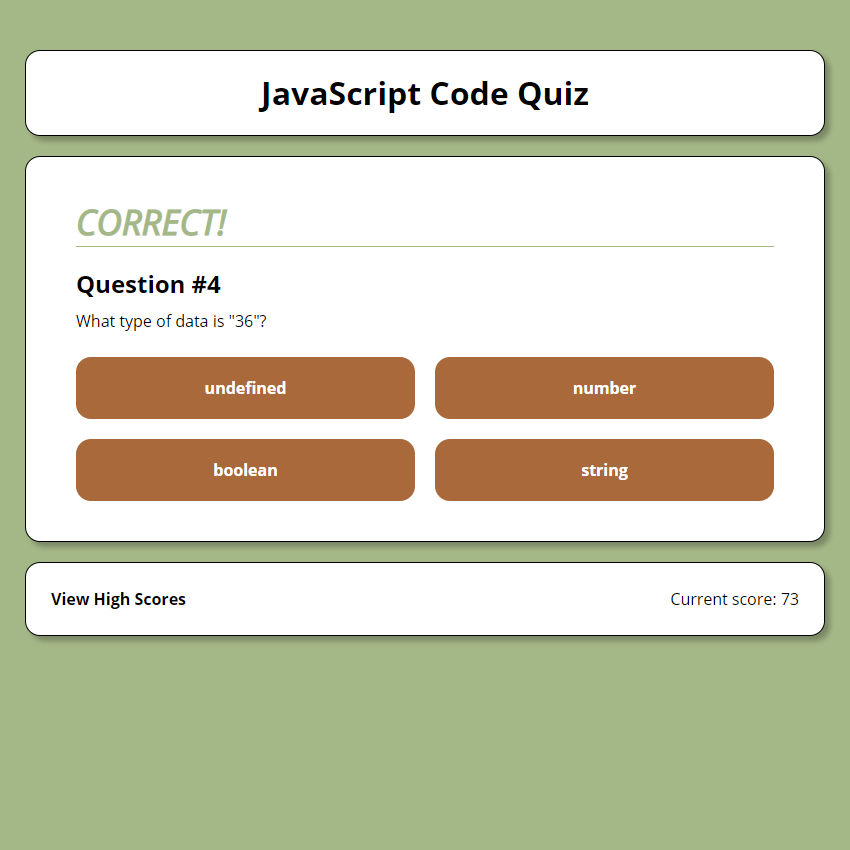 JavaScript Code Quiz
CORRECT!
Question #4
What type of data is "36"?
undefined
number
boolean
string
View High Scores
Current score: 73